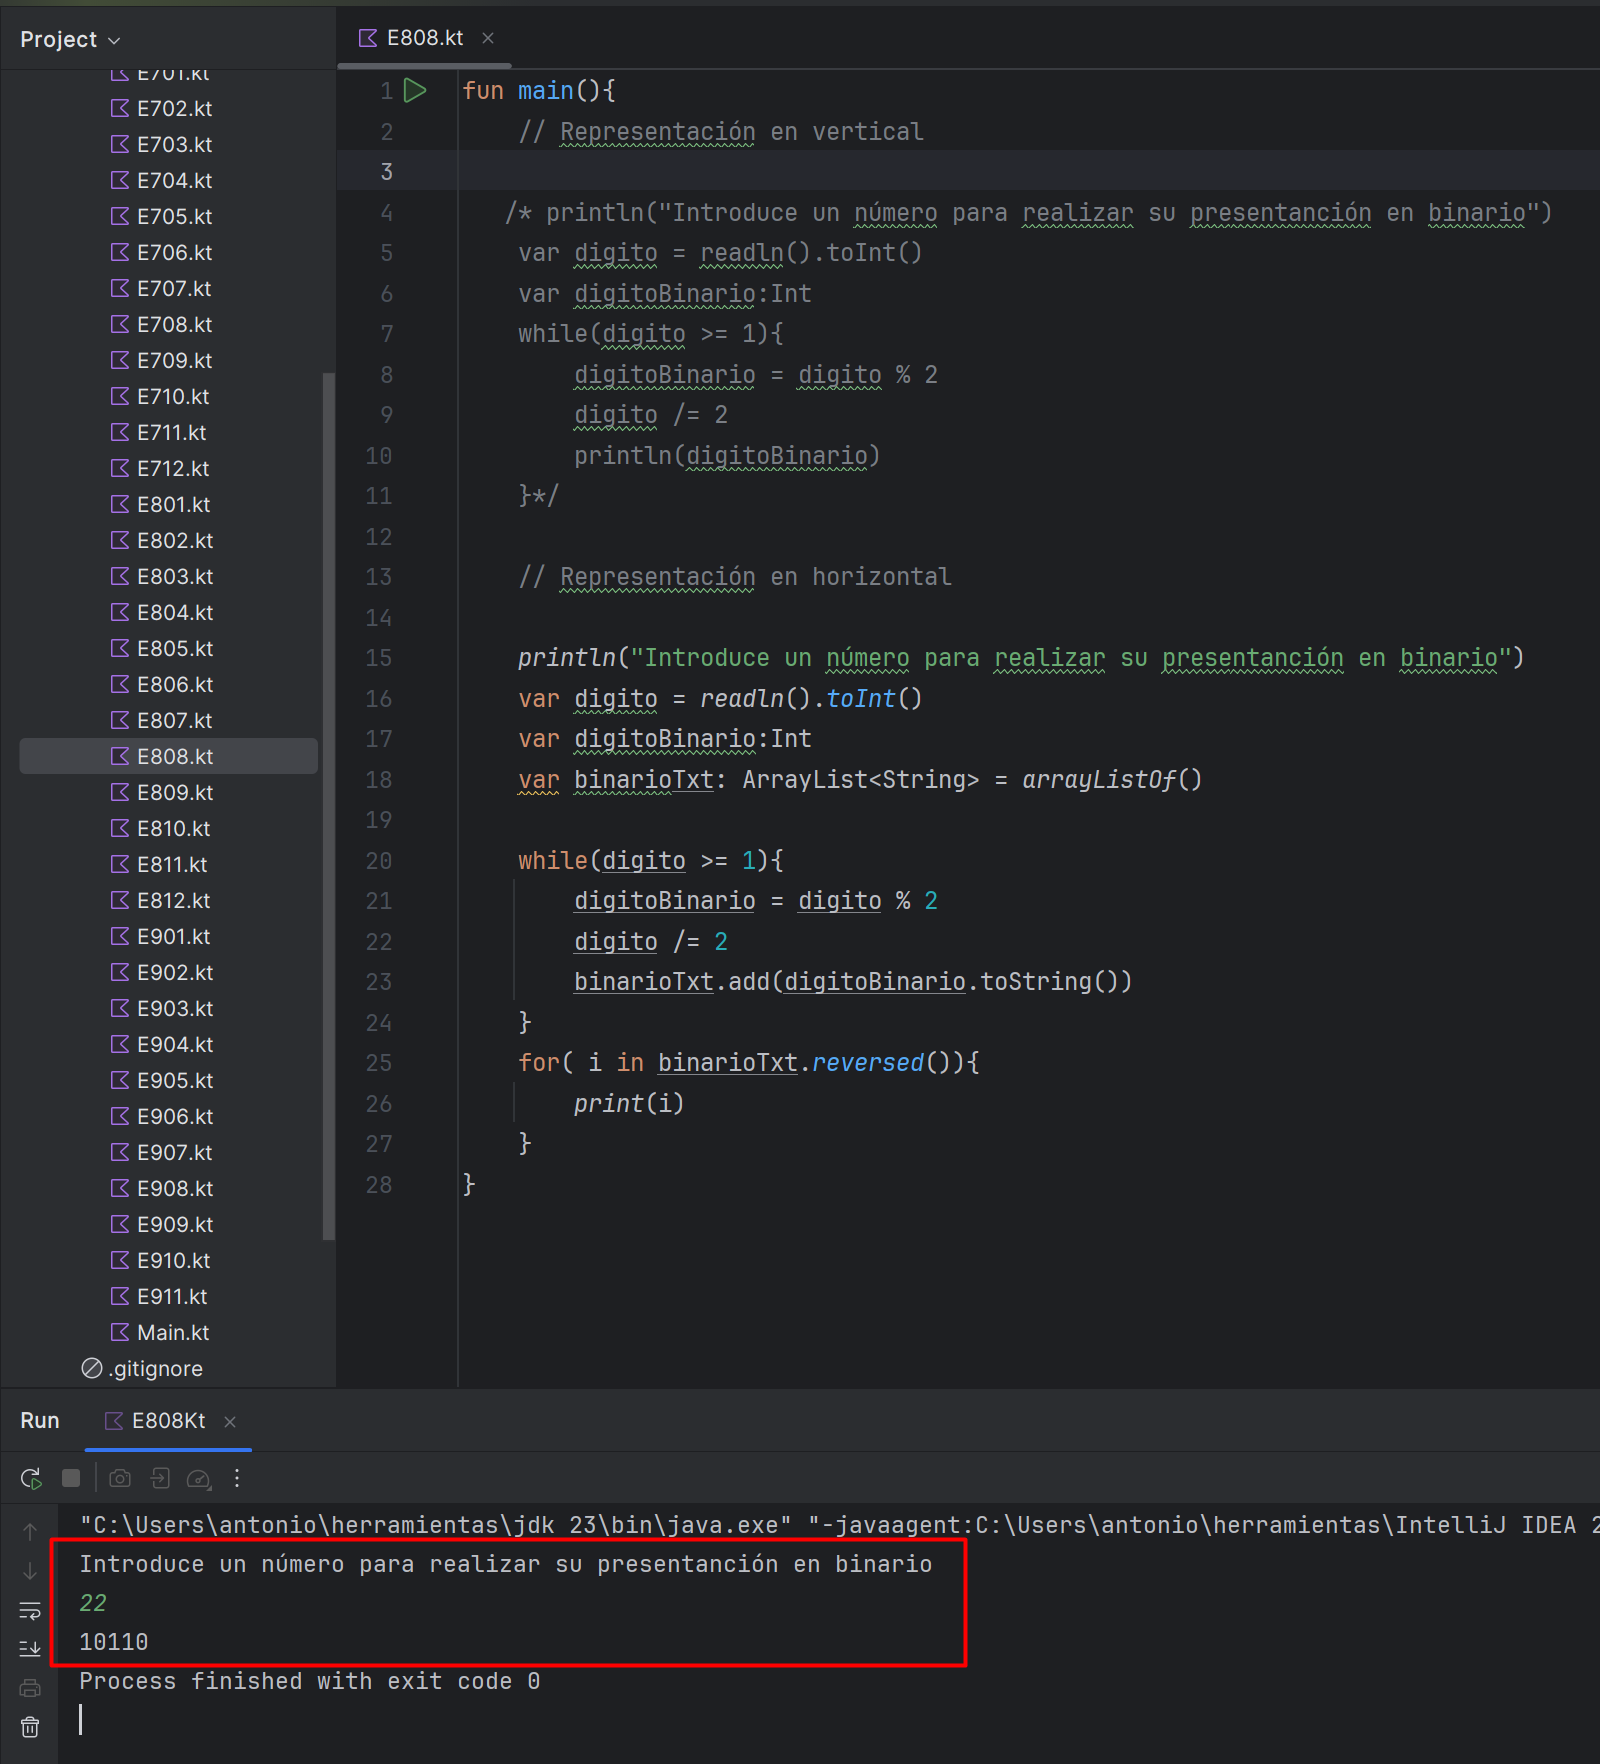 Project
E701.kt
E702.kt
E703.kt
E704.kt
E705.kt
E706.kt
E707.kt
E708.kt
E709.kt
E710.kt
E711.kt
E712.kt
E801.kt
E802.kt
E803.kt
E804.kt
E805.kt
E806.kt
E807.kt
E808.kt
E809.kt
E810.kt
E811.kt
E812.kt
E901.kt
E902.kt
E903.kt
E904.kt
E905.kt
E906.kt
E907.kt
E908.kt
E909.kt
E910.kt
E911.kt
Main.kt
.gitignore
E808.kt
1 fun main(){
2 // Representación en vertical
3
4 /* println("Introduce un número para realizar su presentanción en binario")
5 var digito = readln().toInt()
6 var digitoBinario:Int
7 while(digito >= 1){
8 digitoBinario = digito % 2
9 digito /= 2
10 println(digitoBinario)
11 }*/
12
13 // Representación en horizontal
14
15 println("Introduce un número para realizar su presentanción en binario")
16 var digito = readln().toInt()
17 var digitoBinario:Int
18 var binarioTxt: ArrayList<String> = arrayListOf()
19
20 while(digito >= 1){
21 digitoBinario = digito % 2
22 digito /= 2
23 binarioTxt.add(digitoBinario.toString())
24 }
25 for( i in binarioTxt.reversed()){
26 print(i)
27 }
28 }
Run E808Kt
"C:\Users\antonio\herramientas\jdk 23\bin\java.exe" "-javaagent:C:\Users\antonio\herramientas\IntelliJ IDEA 2
Introduce un número para realizar su presentanción en binario
22
10110
Process finished with exit code 0